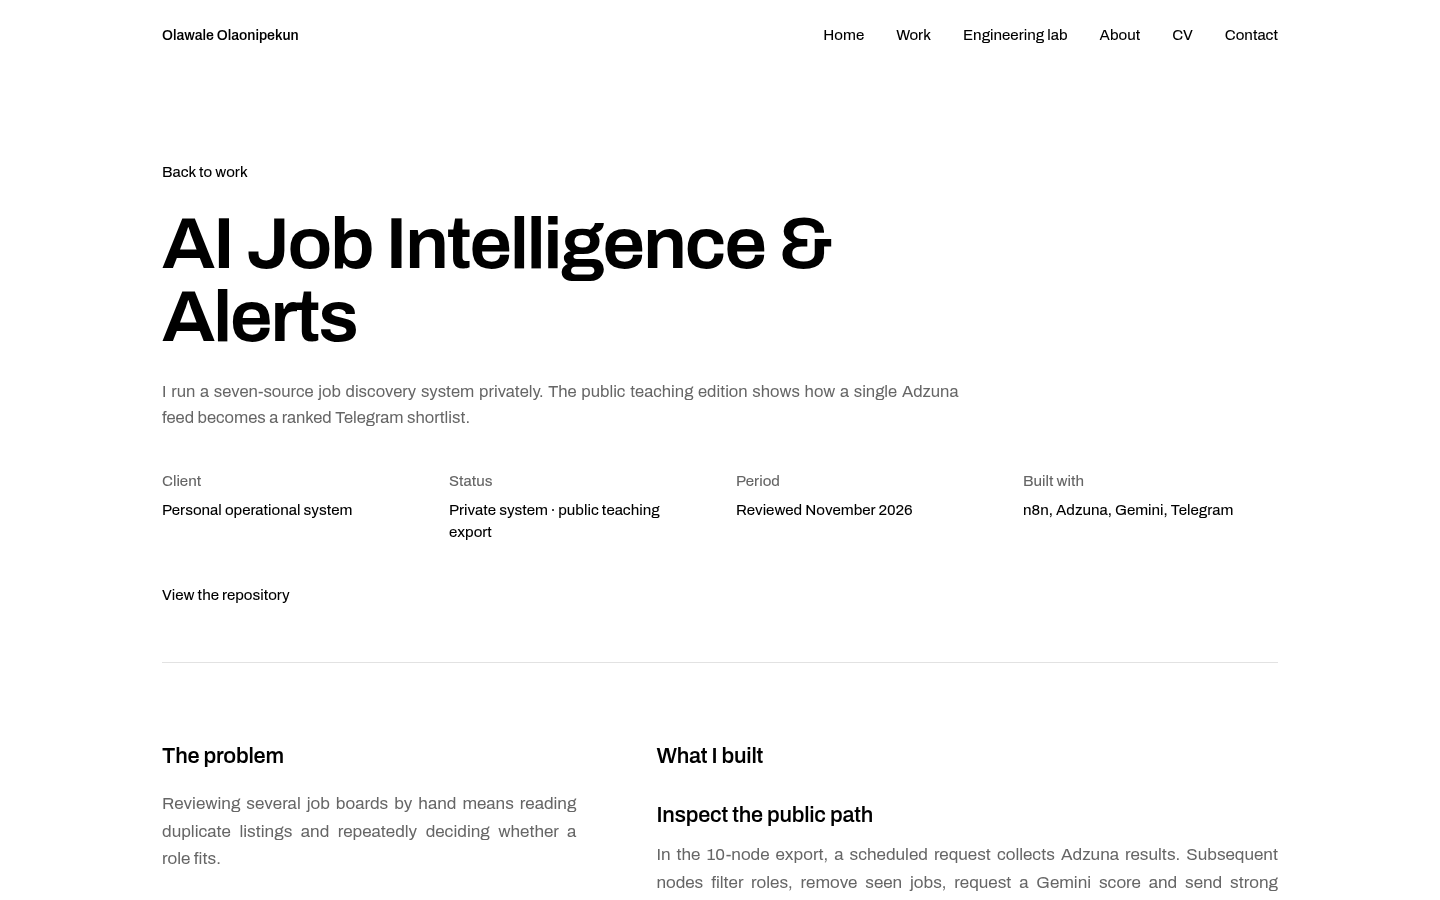 Olawale Olaonipekun
Home Work Engineering lab About CV Contact
Back to work
AI Job Intelligence &
Alerts
I run a seven-source job discovery system privately. The public teaching edition shows how a single Adzuna
feed becomes a ranked Telegram shortlist.
Client
Personal operational system
Status
Private system · public teaching
export
Period
Reviewed November 2026
Built with
n8n, Adzuna, Gemini, Telegram
View the repository
The problem
Reviewing several job boards by hand means reading
duplicate listings and repeatedly deciding whether a
role fits.
What I built
Inspect the public path
In the 10-node export, a scheduled request collects Adzuna results. Subsequent
nodes filter roles, remove seen jobs, request a Gemini score and send strong